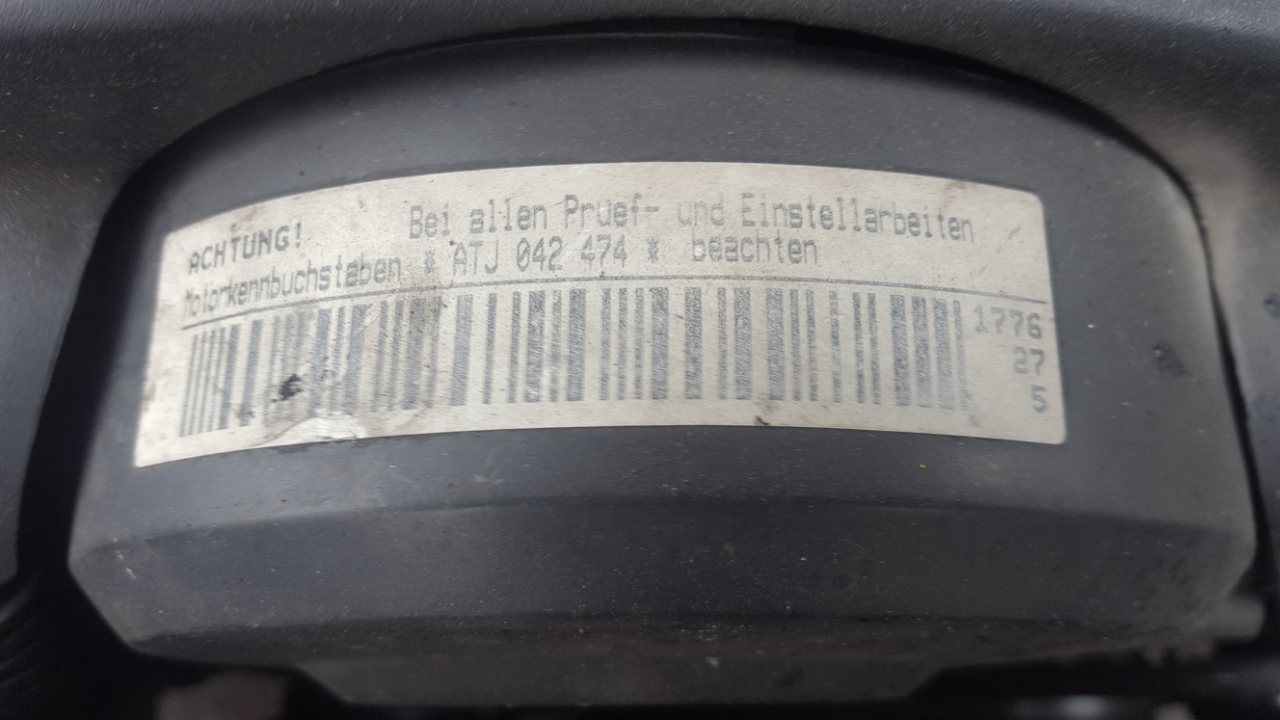 ACHTUNG! Bei allen Pruef- und Einstellarbeiten
Motorkennbuchstaben * ATJ 042 474 * beachten
1776
27
5